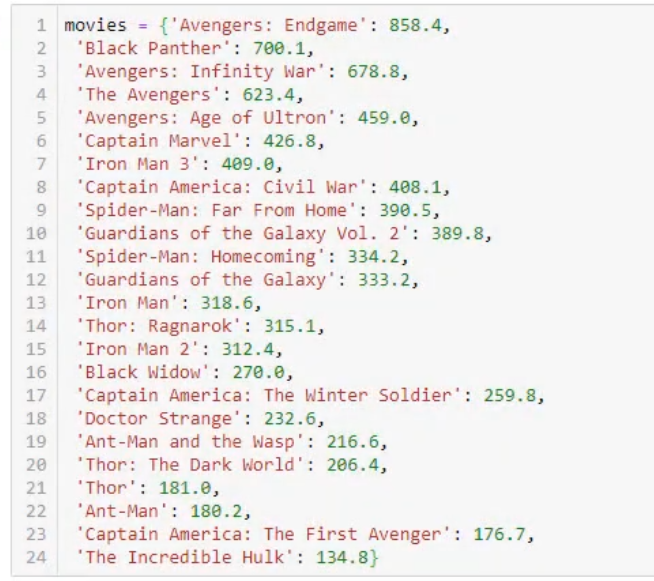 1 movies = {'Avengers: Endgame': 858.4,
2 'Black Panther': 700.1,
3 'Avengers: Infinity War': 678.8,
4 'The Avengers': 623.4,
5 'Avengers: Age of Ultron': 459.0,
6 'Captain Marvel': 426.8,
7 'Iron Man 3': 409.0,
8 'Captain America: Civil War': 408.1,
9 'Spider-Man: Far From Home': 390.5,
10 'Guardians of the Galaxy Vol. 2': 389.8,
11 'Spider-Man: Homecoming': 334.2,
12 'Guardians of the Galaxy': 333.2,
13 'Iron Man': 318.6,
14 'Thor: Ragnarok': 315.1,
15 'Iron Man 2': 312.4,
16 'Black Widow': 270.0,
17 'Captain America: The Winter Soldier': 259.8,
18 'Doctor Strange': 232.6,
19 'Ant-Man and the Wasp': 216.6,
20 'Thor: The Dark World': 206.4,
21 'Thor': 181.0,
22 'Ant-Man': 180.2,
23 'Captain America: The First Avenger': 176.7,
24 'The Incredible Hulk': 134.8}